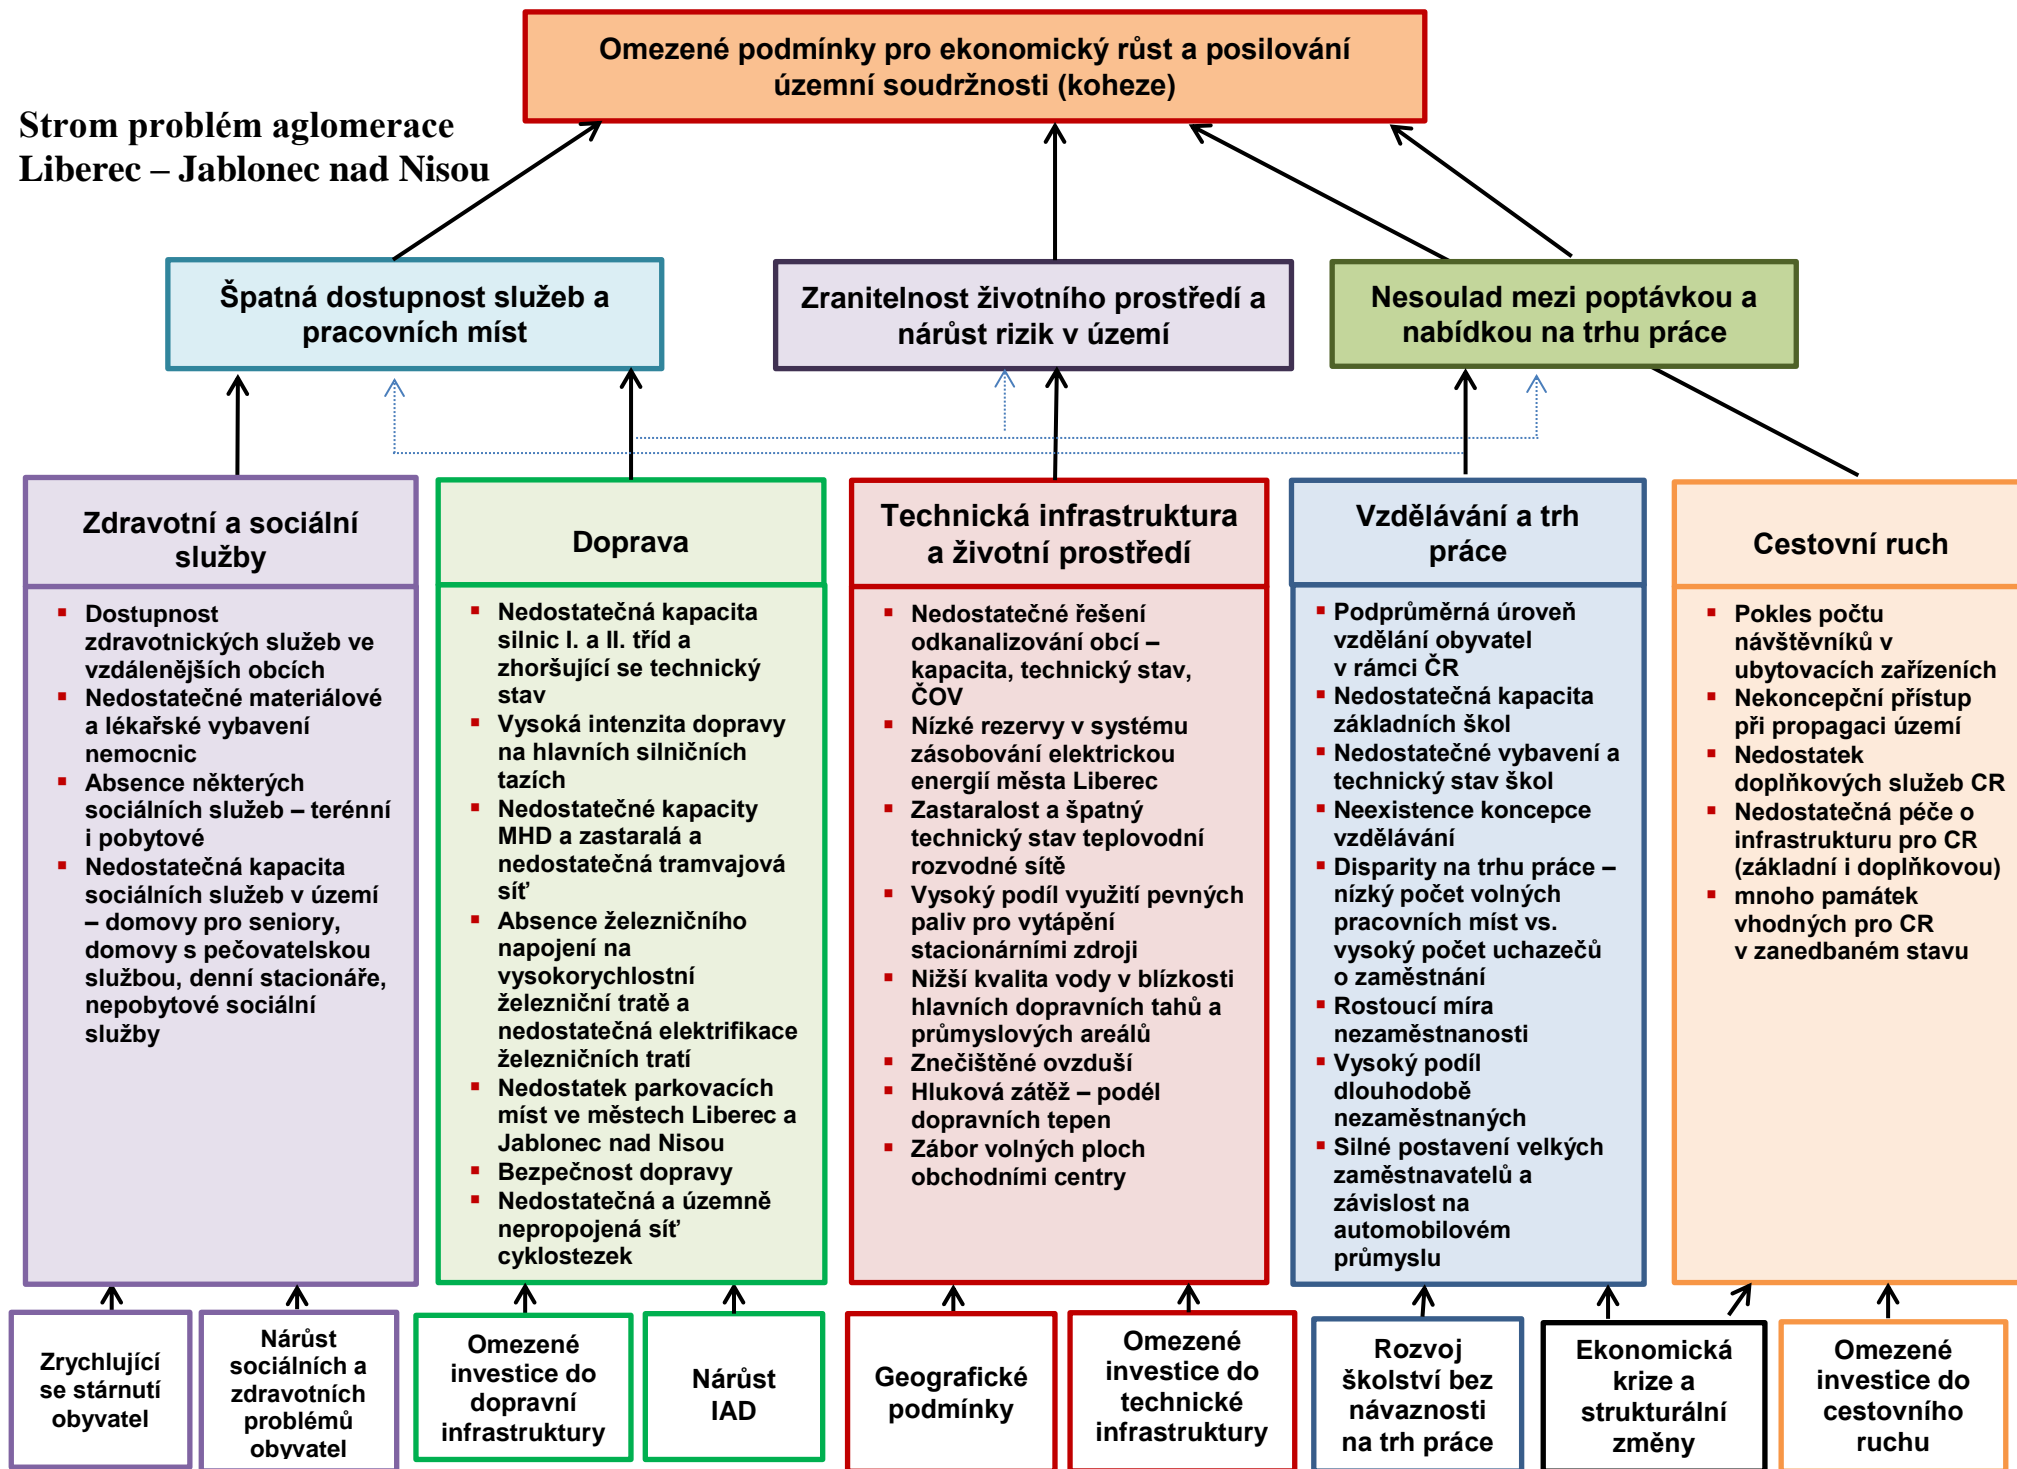 Omezené podmínky pro ekonomický růst a posilování
územní soudržnosti (koheze)
Strom problém aglomerace
Liberec – Jablonec nad Nisou
Špatná dostupnost služeb a
pracovních míst
Zranitelnost životního prostředí a
nárůst rizik v území
Nesoulad mezi poptávkou a
nabídkou na trhu práce
Zdravotní a sociální
služby
▪ Dostupnost
zdravotnických služeb ve
vzdálenějších obcích
▪ Nedostatečné materiálové
a lékařské vybavení
nemocnic
▪ Absence některých
sociálních služeb – terénní
i pobytové
▪ Nedostatečná kapacita
sociálních služeb v území
– domovy pro seniory,
domovy s pečovatelskou
službou, denní stacionáře,
nepobytové sociální
služby
Doprava
▪ Nedostatečná kapacita
silnic I. a II. tříd a
zhoršující se technický
stav
▪ Vysoká intenzita dopravy
na hlavních silničních
tazích
▪ Nedostatečné kapacity
MHD a zastaralá a
nedostatečná tramvajová
síť
▪ Absence železničního
napojení na
vysokorychlostní
železniční tratě a
nedostatečná elektrifikace
železničních tratí
▪ Nedostatek parkovacích
míst ve městech Liberec a
Jablonec nad Nisou
▪ Bezpečnost dopravy
▪ Nedostatečná a územně
nepropojená síť
cyklostezek
Technická infrastruktura
a životní prostředí
▪ Nedostatečné řešení
odkanalizování obcí –
kapacita, technický stav,
ČOV
▪ Nízké rezervy v systému
zásobování elektrickou
energií města Liberec
▪ Zastaralost a špatný
technický stav teplovodní
rozvodné sítě
▪ Vysoký podíl využití pevných
paliv pro vytápění
stacionárními zdroji
▪ Nižší kvalita vody v blízkosti
hlavních dopravních tahů a
průmyslových areálů
▪ Znečištěné ovzduší
▪ Hluková zátěž – podél
dopravních tepen
▪ Zábor volných ploch
obchodními centry
Vzdělávání a trh
práce
▪ Podprůměrná úroveň
vzdělání obyvatel
v rámci ČR
▪ Nedostatečná kapacita
základních škol
▪ Nedostatečné vybavení a
technický stav škol
▪ Neexistence koncepce
vzdělávání
▪ Disparity na trhu práce –
nízký počet volných
pracovních míst vs.
vysoký počet uchazečů
o zaměstnání
▪ Rostoucí míra
nezaměstnanosti
▪ Vysoký podíl
dlouhodobě
nezaměstnaných
▪ Silné postavení velkých
zaměstnavatelů a
závislost na
automobilovém
průmyslu
Cestovní ruch
▪ Pokles počtu
návštěvníků v
ubytovacích zařízeních
▪ Nekoncepční přístup
při propagaci území
▪ Nedostatek
doplňkových služeb CR
▪ Nedostatečná péče o
infrastrukturu pro CR
(základní i doplňkovou)
▪ mnoho památek
vhodných pro CR
v zanedbaném stavu
Zrychlující
se stárnutí
obyvatel
Nárůst
sociálních a
zdravotních
problémů
obyvatel
Omezené
investice do
dopravní
infrastruktury
Nárůst
IAD
Geografické
podmínky
Omezené
investice do
technické
infrastruktury
Rozvoj
školství bez
návaznosti
na trh práce
Ekonomická
krize a
strukturální
změny
Omezené
investice do
cestovního
ruchu